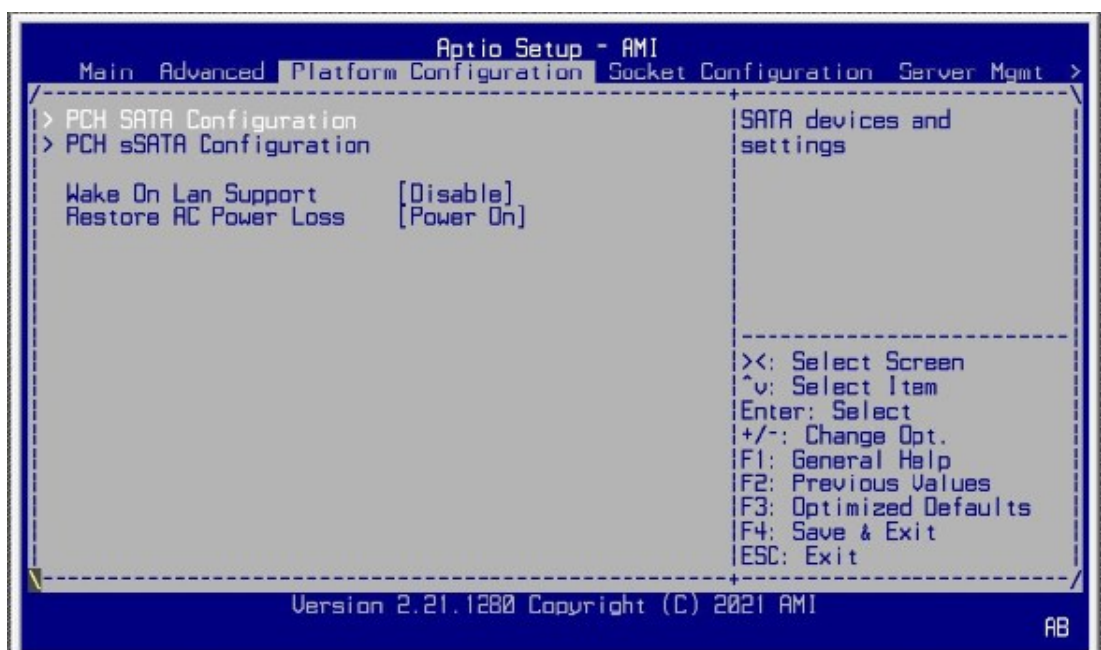 Aptio Setup - AMI
Main Advanced Platform Configuration Socket Configuration Server Mgmt >
> PCH SATA Configuration
> PCH sSATA Configuration
Wake On Lan Support [Disable]
Restore AC Power Loss [Power On]
SATA devices and
settings
><: Select Screen
^v: Select Item
Enter: Select
+/-: Change Opt.
F1: General Help
F2: Previous Values
F3: Optimized Defaults
F4: Save & Exit
ESC: Exit
Version 2.21.1280 Copyright (C) 2021 AMI
AB